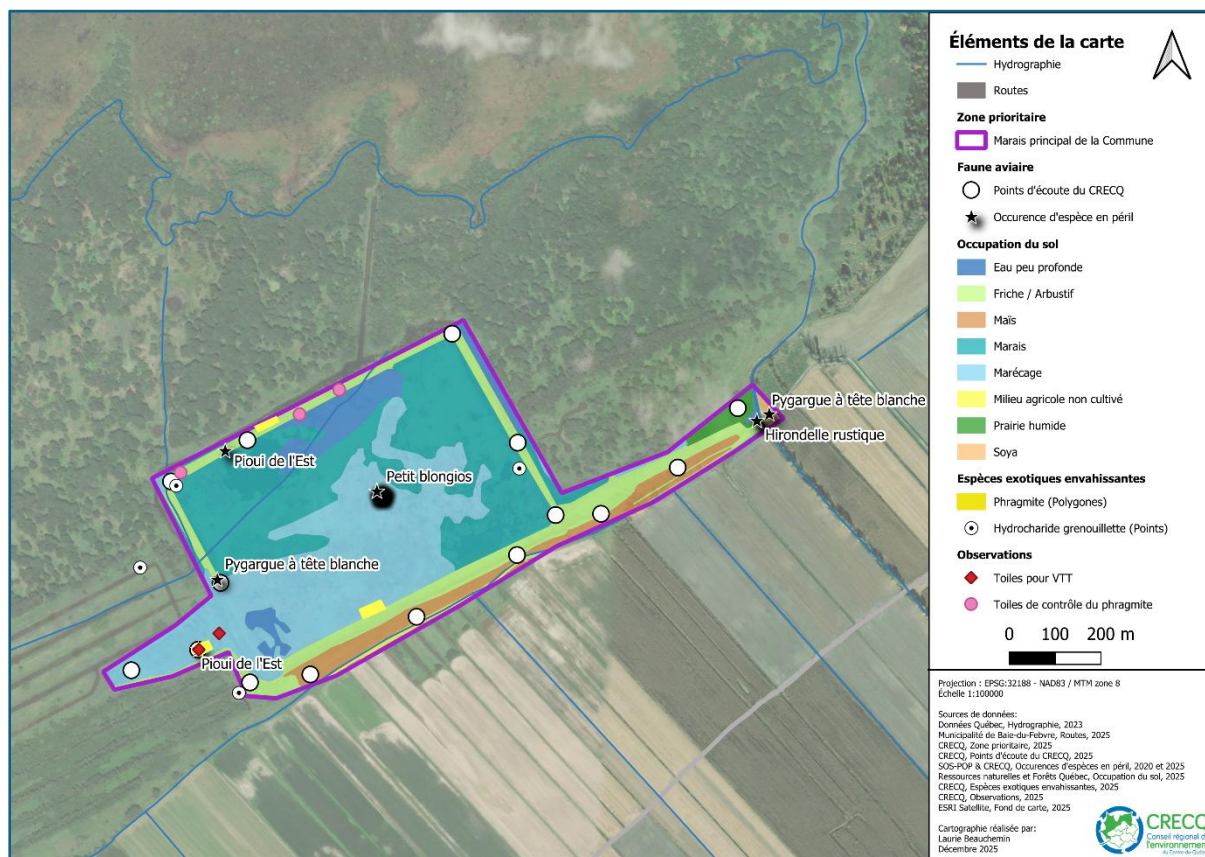 Pioui de l'Est
Petit blongios
Pygargue à tête blanche
Pioui de l'Est
Pygargue à tête blanche
Hirondelle rustique
Éléments de la carte
Hydrographie
Routes
Zone prioritaire
Marais principal de la Commune
Faune aviaire
Points d'écoute du CRECQ
Occurence d'espèce en péril
Occupation du sol
Eau peu profonde
Friche / Arbustif
Maïs
Marais
Marécage
Milieu agricole non cultivé
Prairie humide
Soya
Espèces exotiques envahissantes
Phragmite (Polygones)
Hydrocharide grenouillette (Points)
Observations
Toiles pour VTT
Toiles de contrôle du phragmite
0 100 200 m
Projection : EPSG:32188 - NAD83 / MTM zone 8
Échelle 1:100000
Sources de données:
Données Québec, Hydrographie, 2023
Municipalité de Baie-du-Febvre, Routes, 2025
CRECQ, Zone prioritaire, 2025
CRECQ, Points d'écoute du CRECQ, 2025
SOS-POP & CRECQ, Occurences d'espèces en péril, 2020 et 2025
Ressources naturelles et Forêts Québec, Occupation du sol, 2025
CRECQ, Espèces exotiques envahissantes, 2025
CRECQ, Observations, 2025
ESRI Satellite, Fond de carte, 2025
Cartographie réalisée par:
Laurie Beauchemin
Décembre 2025
CRECQ
Conseil régional de
l'environnement
du Centre-du-Québec